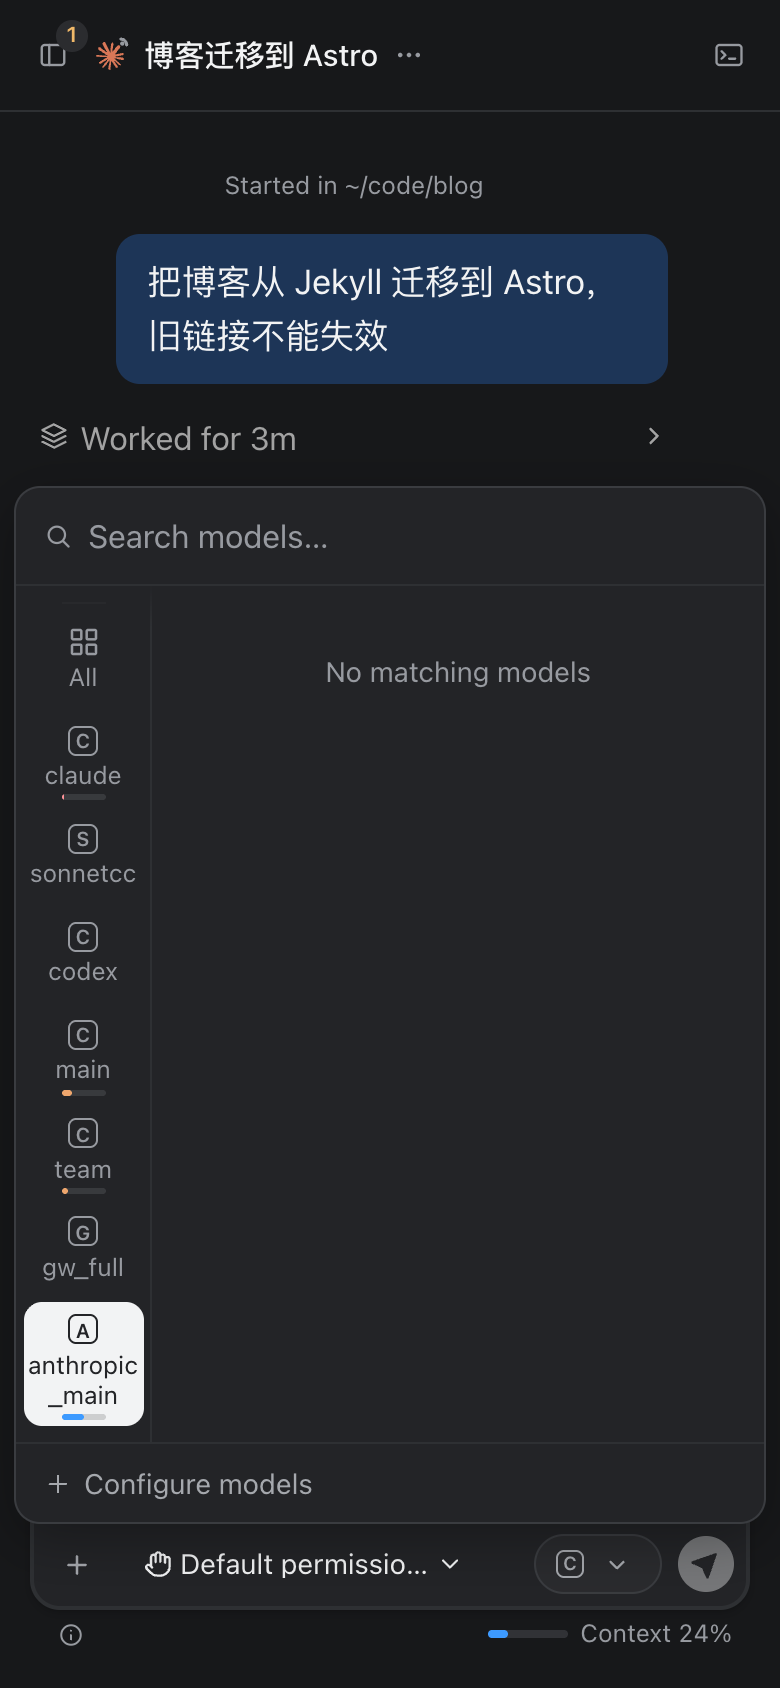 1
博客迁移到 Astro ···
Started in ~/code/blog
把博客从 Jekyll 迁移到 Astro,
旧链接不能失效
Worked for 3m
Search models...
All
No matching models
C
claude
S
sonnetcc
C
codex
C
main
C
team
G
gw_full
A
anthropic
_main
+ Configure models
+ Default permissio... C
Context 24%